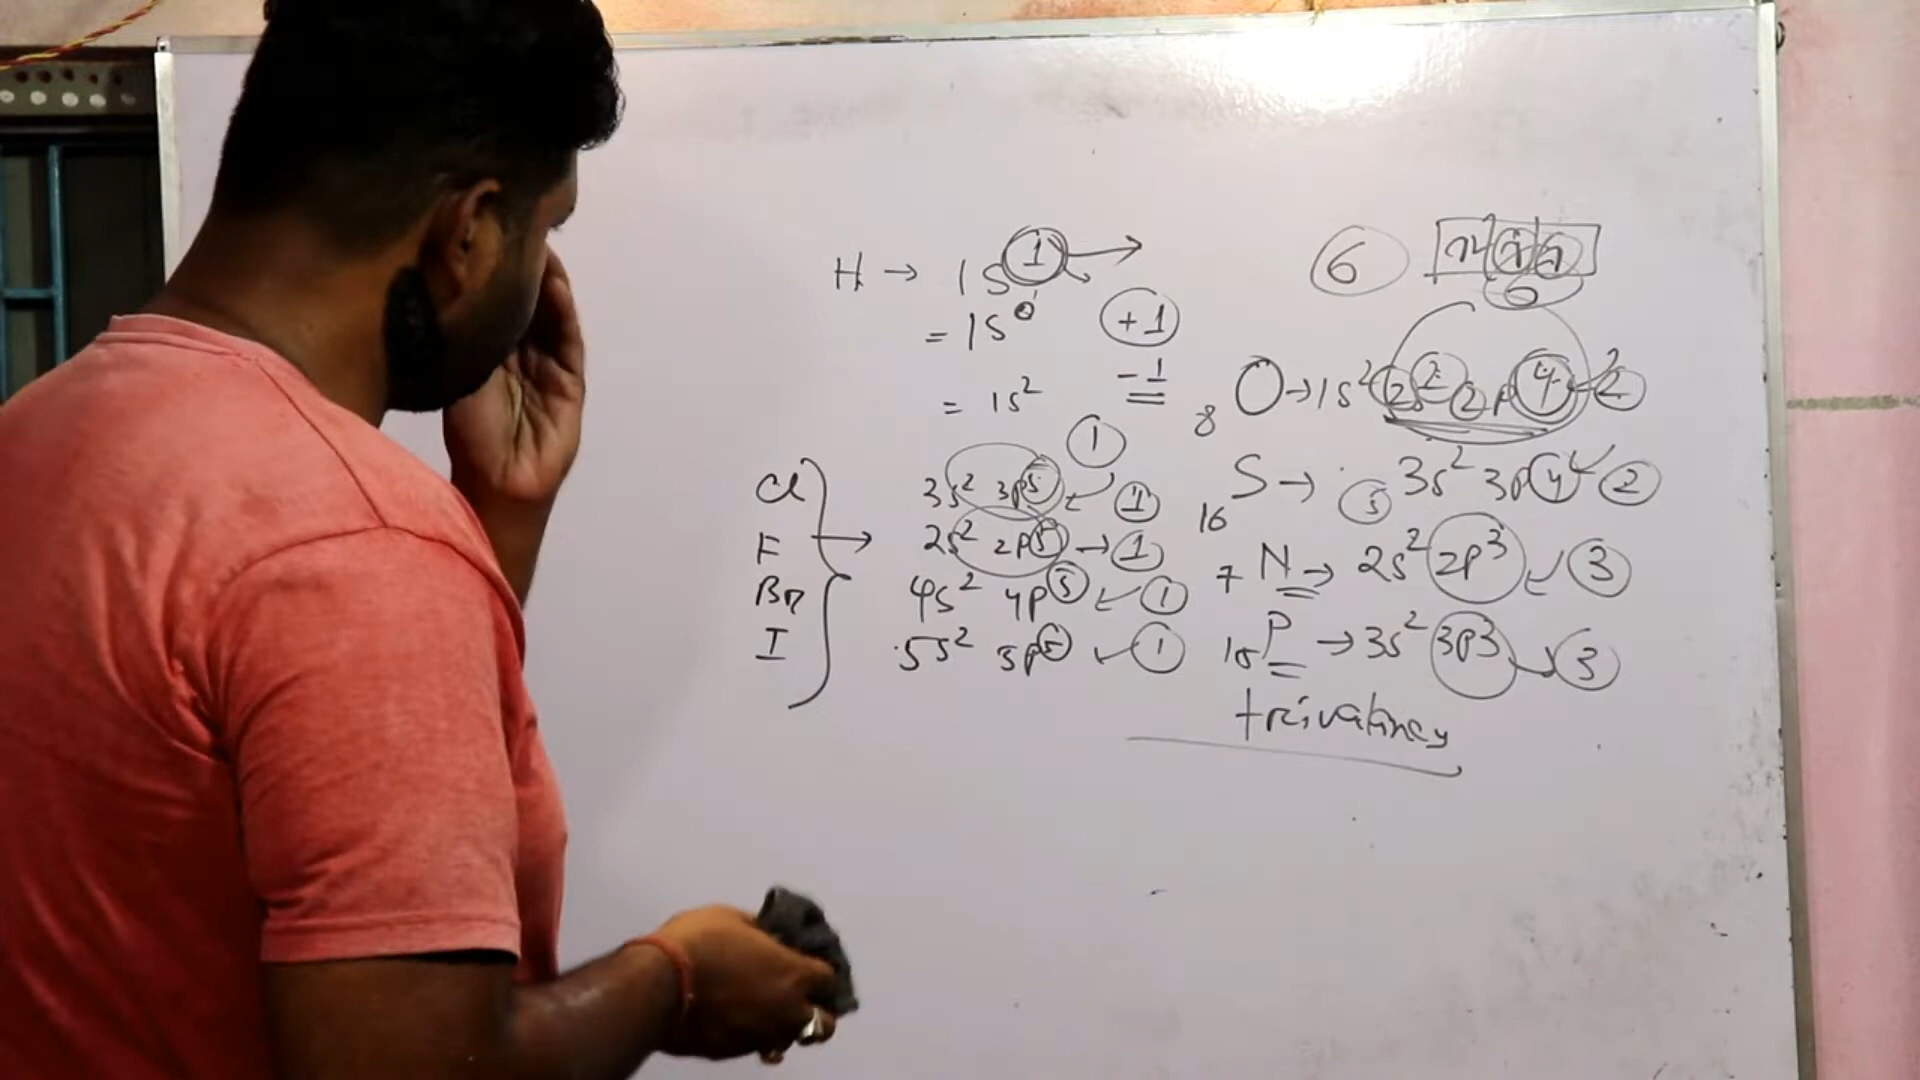 H → 1S¹ →
= 1S⁰ +1
= 1s² -1
1
Cl 3s² 3p⁵ 1
F → 2s² 2p⁵ → 1
Br 4s² 4p⁵ 1
I 5s² 5p⁵ 1
6
8 O → 1s² 2s² 2p⁴ 2
16 S → 3s² 3p⁴ 2
7 N → 2s² 2p³ 3
15 P → 3s² 3p³ → 3
trivalency